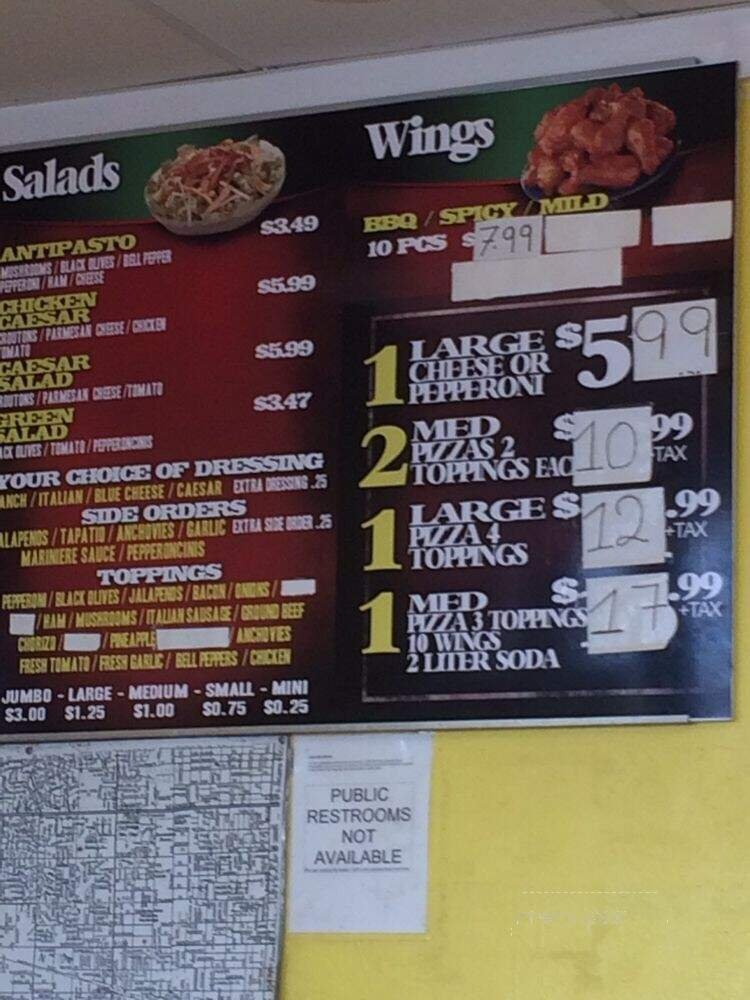 Salads
$3.49
ANTIPASTO
MUSHROOMS / BLACK OLIVES / BELL PEPPER
PEPPERONI / HAM / CHEESE
$5.99
CHICKEN
CAESAR
CROUTONS / PARMESAN CHEESE / CHICKEN
TOMATO
$5.99
CAESAR
SALAD
ROUTONS / PARMESAN CHEESE / TOMATO
$3.47
GREEN
SALAD
ACK OLIVES / TOMATO / PEPPERONCINIS
YOUR CHOICE OF DRESSING
ANCH / ITALIAN / BLUE CHEESE / CAESAR EXTRA DRESSING .25
SIDE ORDERS
ALAPENOS / TAPATIO / ANCHOVIES / GARLIC EXTRA SIDE ORDER .25
MARINIERE SAUCE / PEPPERONCINIS
TOPPINGS
PEPPERONI / BLACK OLIVES / JALAPENOS / BACON / ONIONS /
/ HAM / MUSHROOMS / ITALIAN SAUSAGE / GROUND BEEF
CHORIZO / / PINEAPPLE ANCHOVIES
FRESH TOMATO / FRESH GARLIC / BELL PEPPERS / CHICKEN
JUMBO - LARGE - MEDIUM - SMALL - MINI
$3.00 $1.25 $1.00 $0.75 $0.25
Wings
BBQ / SPICY / MILD
10 PCS $7.99
1 LARGE CHEESE OR PEPPERONI $5 99
2 MED PIZZAS 2 TOPPINGS EAC $10.99 +TAX
1 LARGE PIZZA 4 TOPPINGS $12.99 +TAX
1 MED PIZZA 3 TOPPINGS 10 WINGS 2 LITER SODA $17.99 +TAX
PUBLIC
RESTROOMS
NOT
AVAILABLE